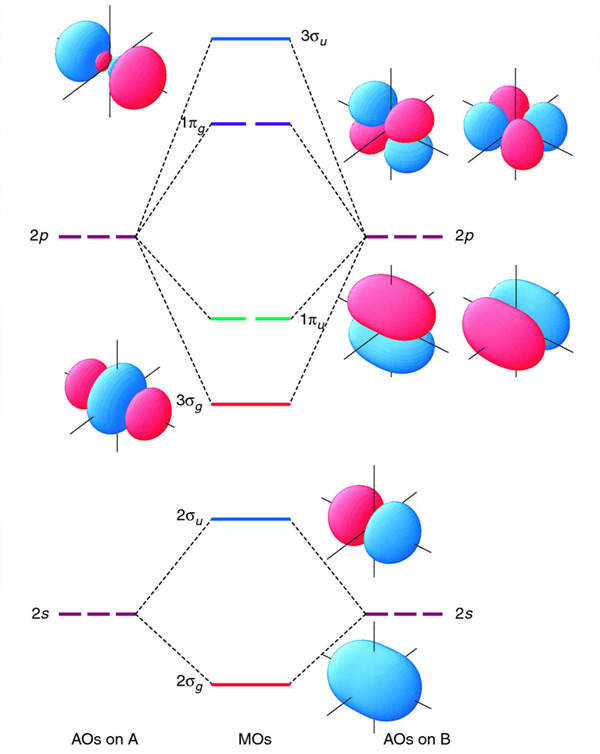 3σu
1πg
2p
2p
1πu
3σg
2σu
2s
2s
2σg
AOs on A
MOs
AOs on B